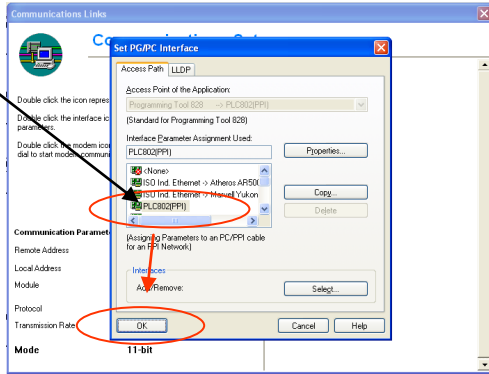 Communications Links
Set PG/PC Interface
Access Path LLDP
Access Point of the Application:
Programming Tool 828 -> PLC802(PPI)
(Standard for Programming Tool 828)
Interface Parameter Assignment Used:
PLC802(PPI)
Properties...
<None>
ISO Ind. Ethernet -> Atheros AR50
ISO Ind. Ethernet -> Marvell Yukon
PLC802(PPI)
Copy...
Delete
(Assigning Parameters to an PC/PPI cable
for an PPI Network)
Interfaces
Add/Remove:
Select...
OK
Cancel
Help
Double click the icon repres
Double click the interface ic
parameters.
Double click the modem icon
dial to start modem communi
Communication Paramet
Remote Address
Local Address
Module
Protocol
Transmission Rate
Mode 11-bit